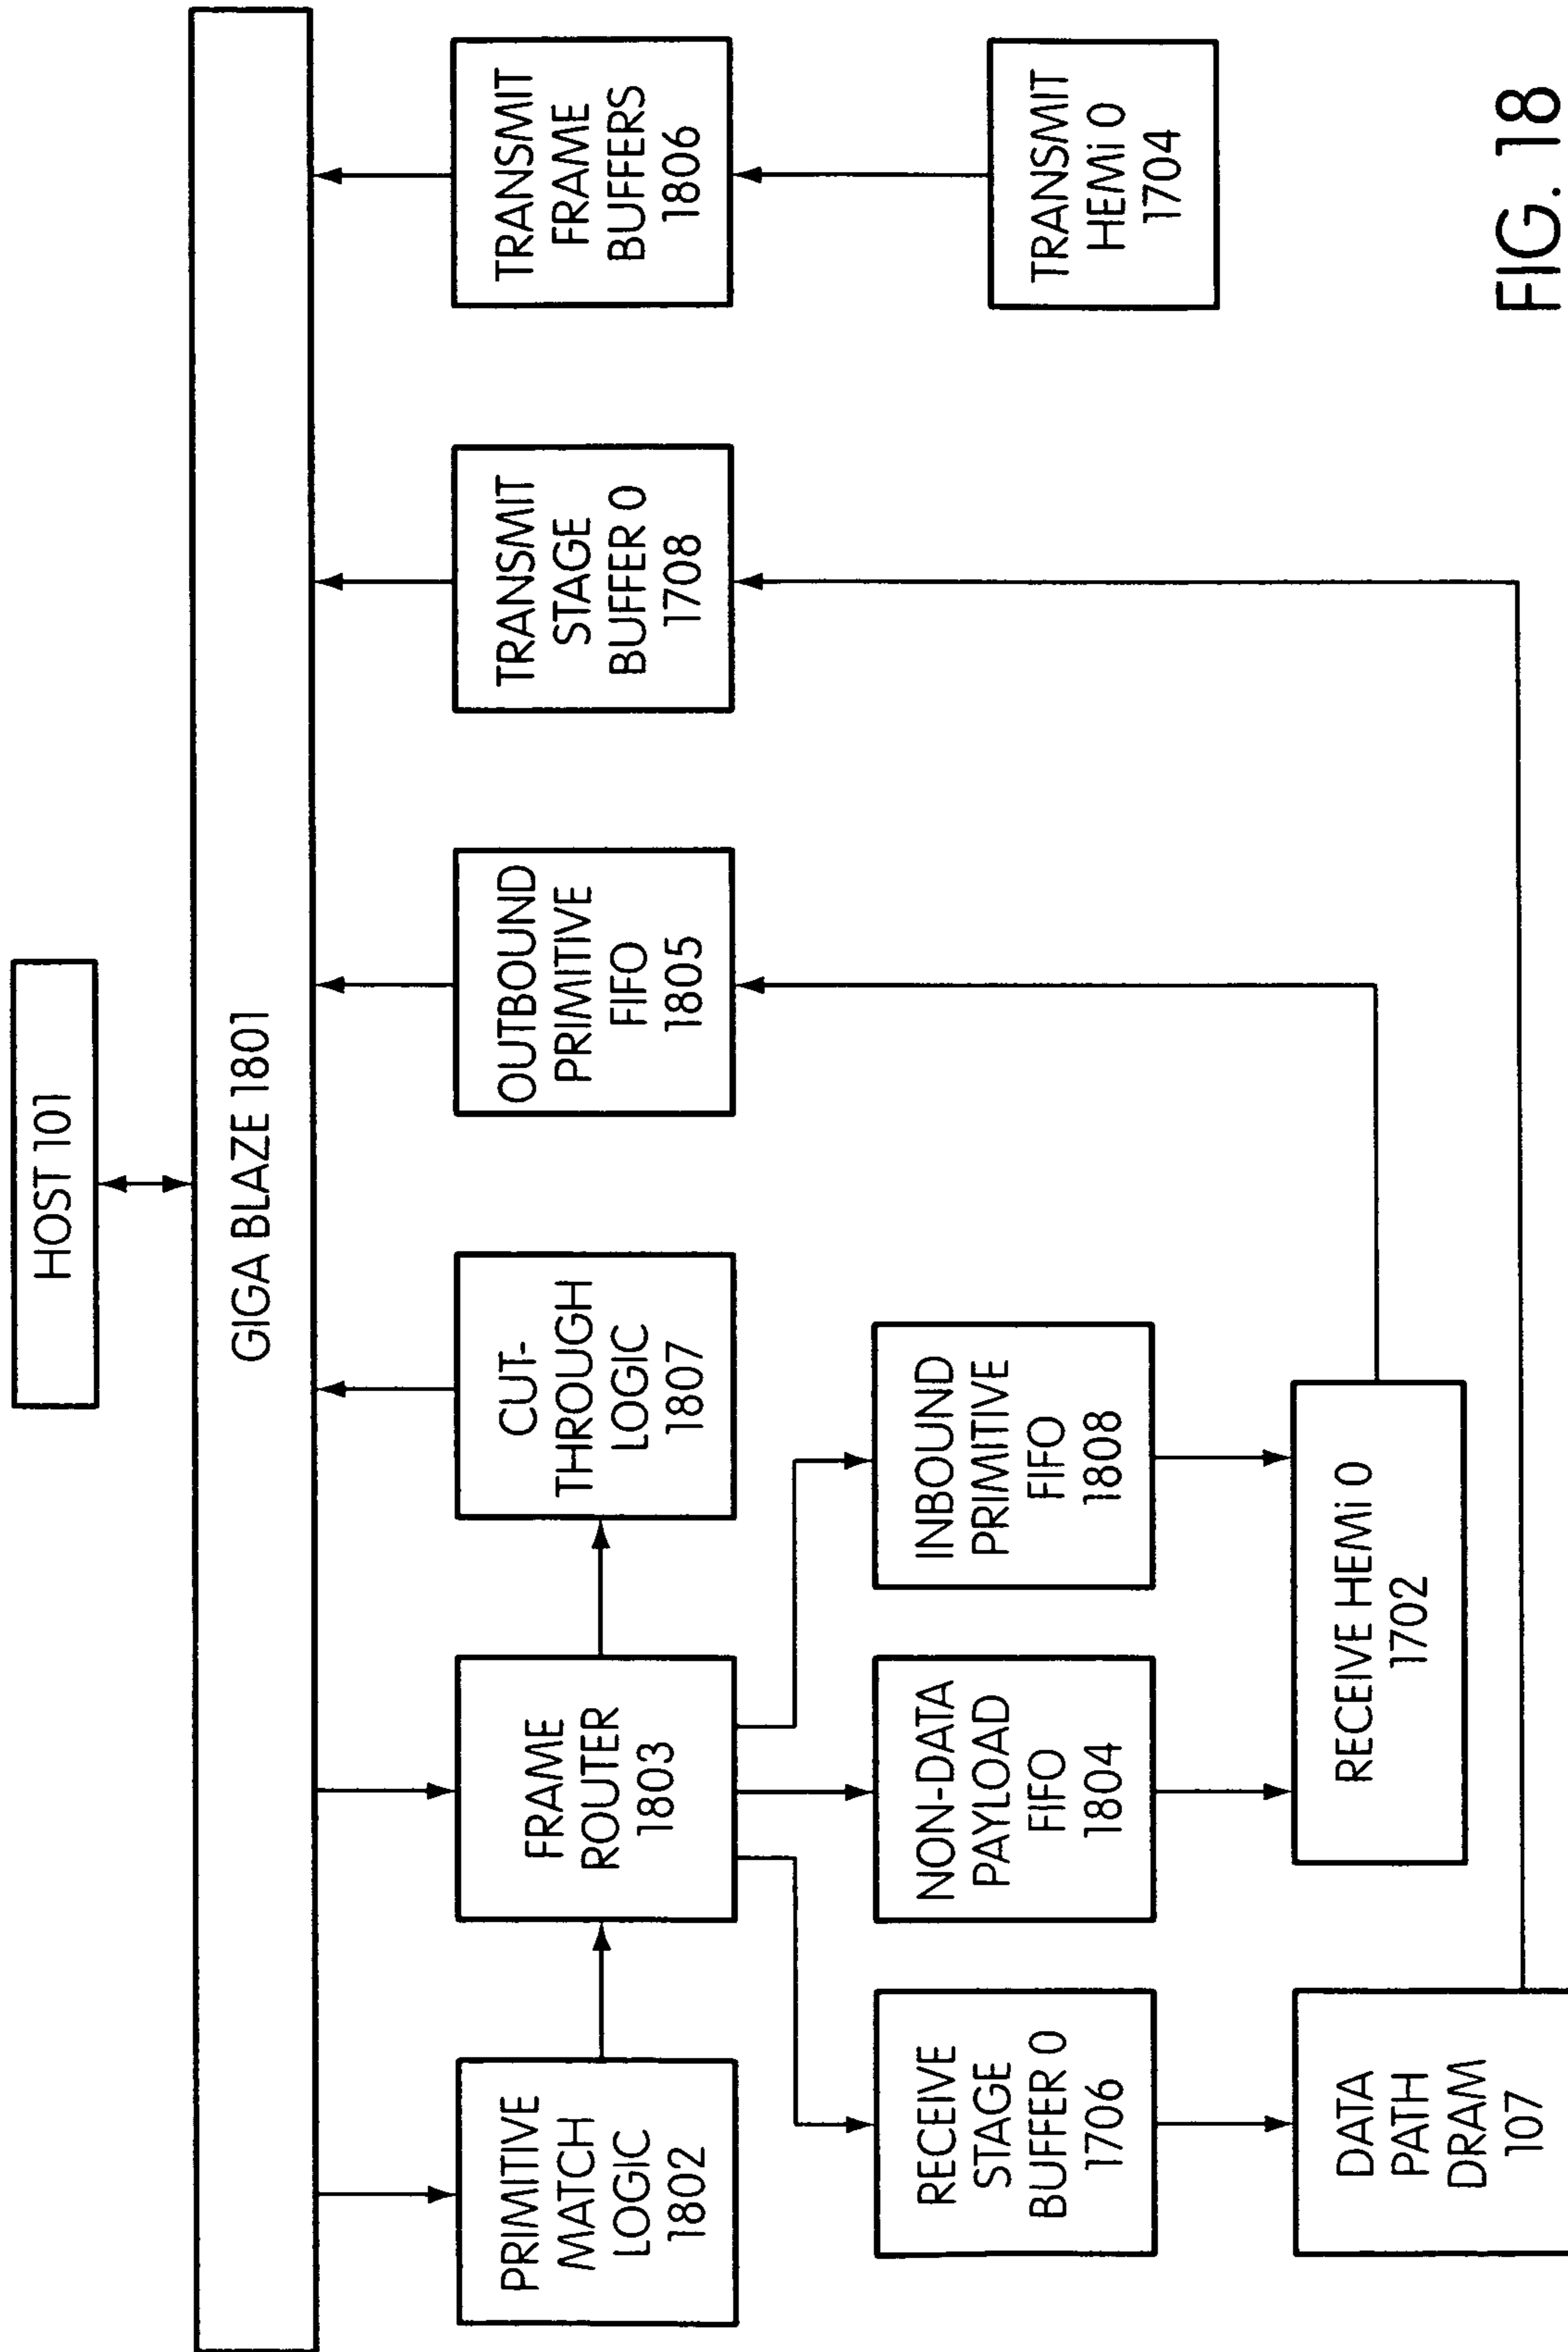 HOST 101
GIGA BLAZE 1801
PRIMITIVE
MATCH
LOGIC
1802
FRAME
ROUTER
1803
CUT-
THROUGH
LOGIC
1807
OUTBOUND
PRIMITIVE
FIFO
1805
TRANSMIT
STAGE
BUFFER 0
1708
TRANSMIT
FRAME
BUFFERS
1806
RECEIVE
STAGE
BUFFER 0
1706
NON-DATA
PAYLOAD
FIFO
1804
INBOUND
PRIMITIVE
FIFO
1808
TRANSMIT
HEMi 0
1704
DATA
PATH
DRAM
107
RECEIVE HEMi 0
1702
FIG. 18